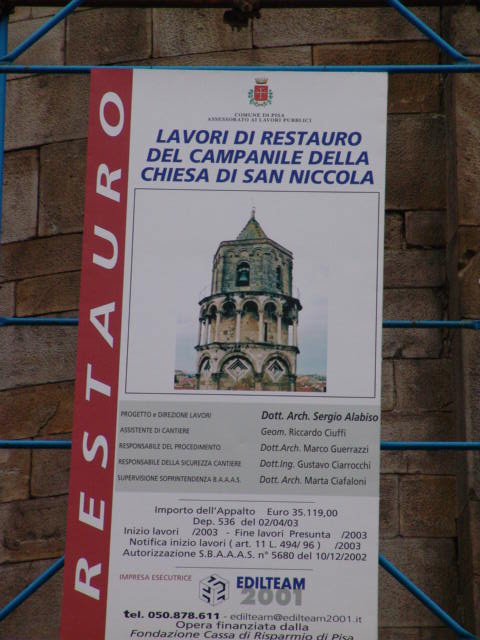 RESTAURO
COMUNE DI PISA
ASSESSORATO AI LAVORI PUBBLICI
LAVORI DI RESTAURO
DEL CAMPANILE DELLA
CHIESA DI SAN NICCOLA
PROGETTO e DIREZIONE LAVORI Dott. Arch. Sergio Alabiso
ASSISTENTE DI CANTIERE Geom. Riccardo Ciuffi
RESPONSABILE DEL PROCEDIMENTO Dott.Arch. Marco Guerrazzi
RESPONSABILE DELLA SICUREZZA CANTIERE Dott.Ing. Gustavo Ciarrocchi
SUPERVISIONE SOPRINTENDENZA B.A.A.A.S. Dott. Arch. Marta Ciafaloni
Importo dell'Appalto Euro 35.119,00
Dep. 536 del 02/04/03
Inizio lavori /2003 - Fine lavori Presunta /2003
Notifica inizio lavori ( art. 11 L. 494/ 96 ) /2003
Autorizzazione S.B.A.A.A.S. n° 5680 del 10/12/2002
IMPRESA ESECUTRICE EDILTEAM
2001
tel. 050.878.611 - edilteam@edilteam2001.it
Opera finanziata dalla
Fondazione Cassa di Risparmio di Pisa